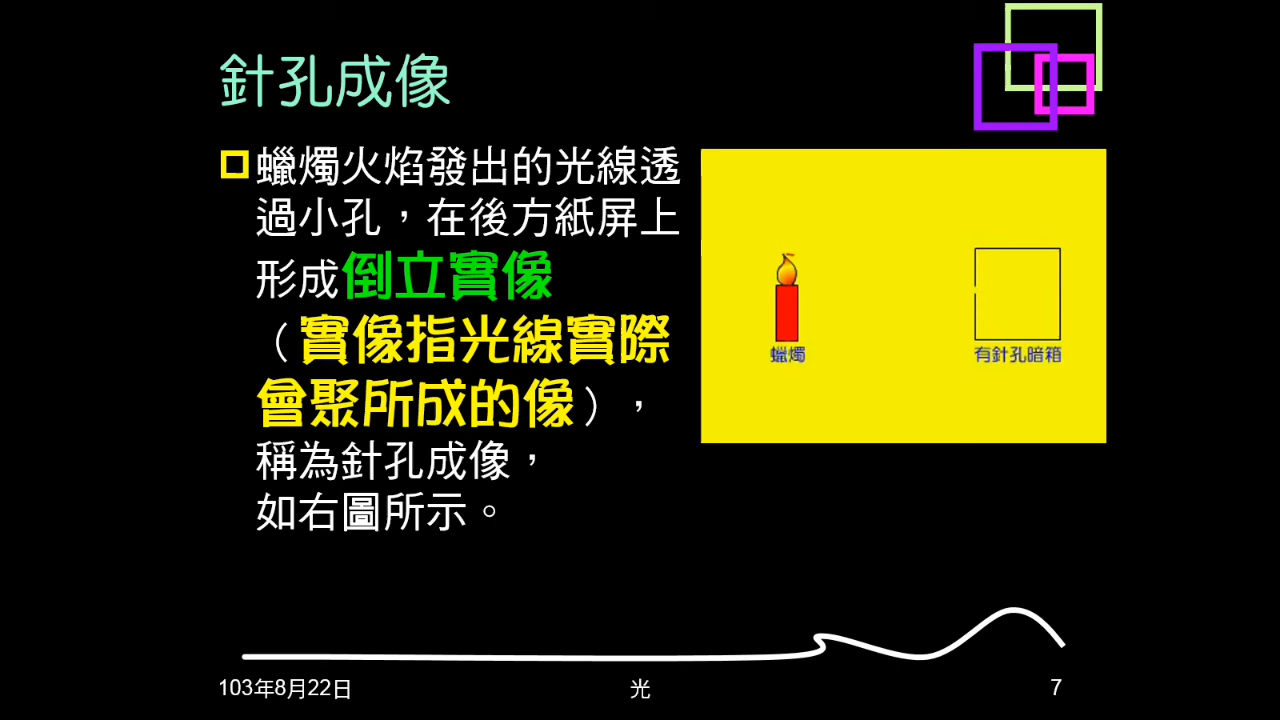 針孔成像
蠟燭火焰發出的光線透
過小孔，在後方紙屏上
形成倒立實像
（實像指光線實際
會聚所成的像），
稱為針孔成像，
如右圖所示。
蠟燭
有針孔暗箱
103年8月22日
光
7